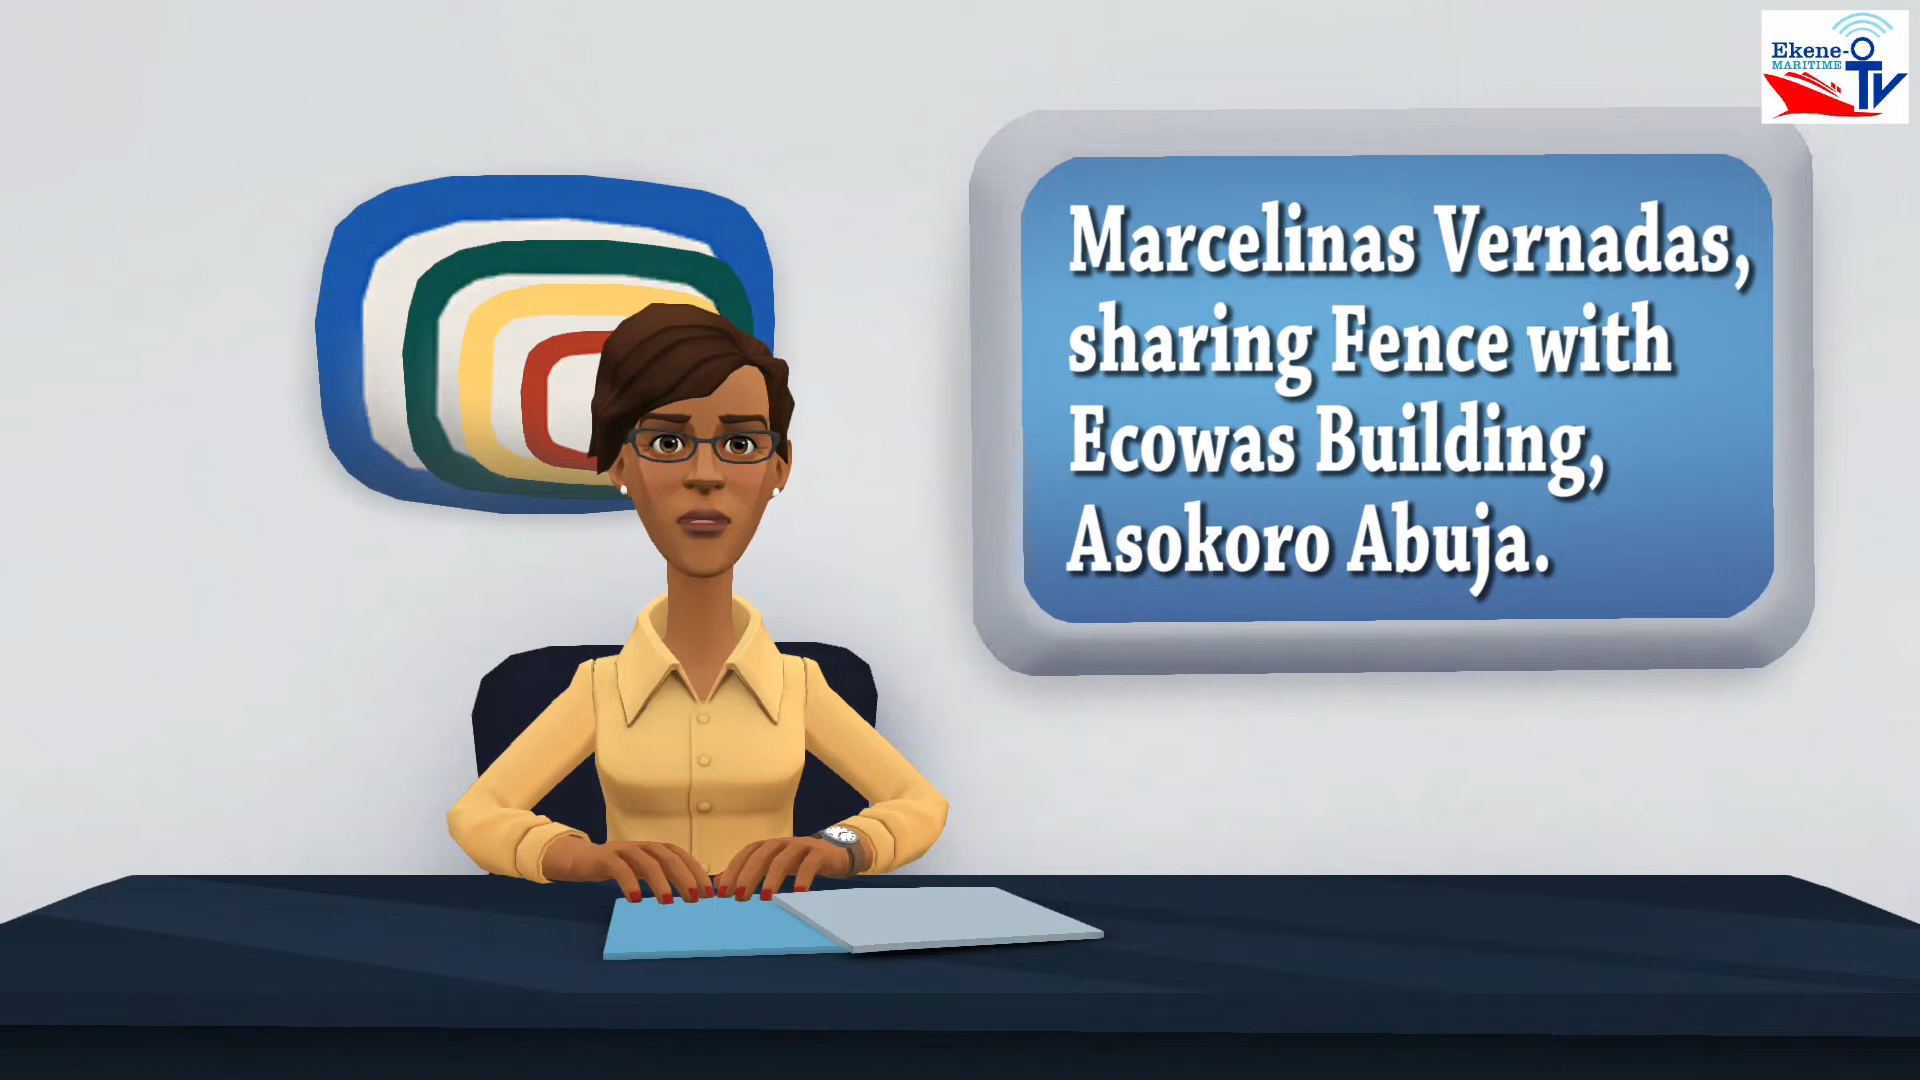 Ekene-O
MARITIME
TV
Marcelinas Vernadas,
sharing Fence with
Ecowas Building,
Asokoro Abuja.